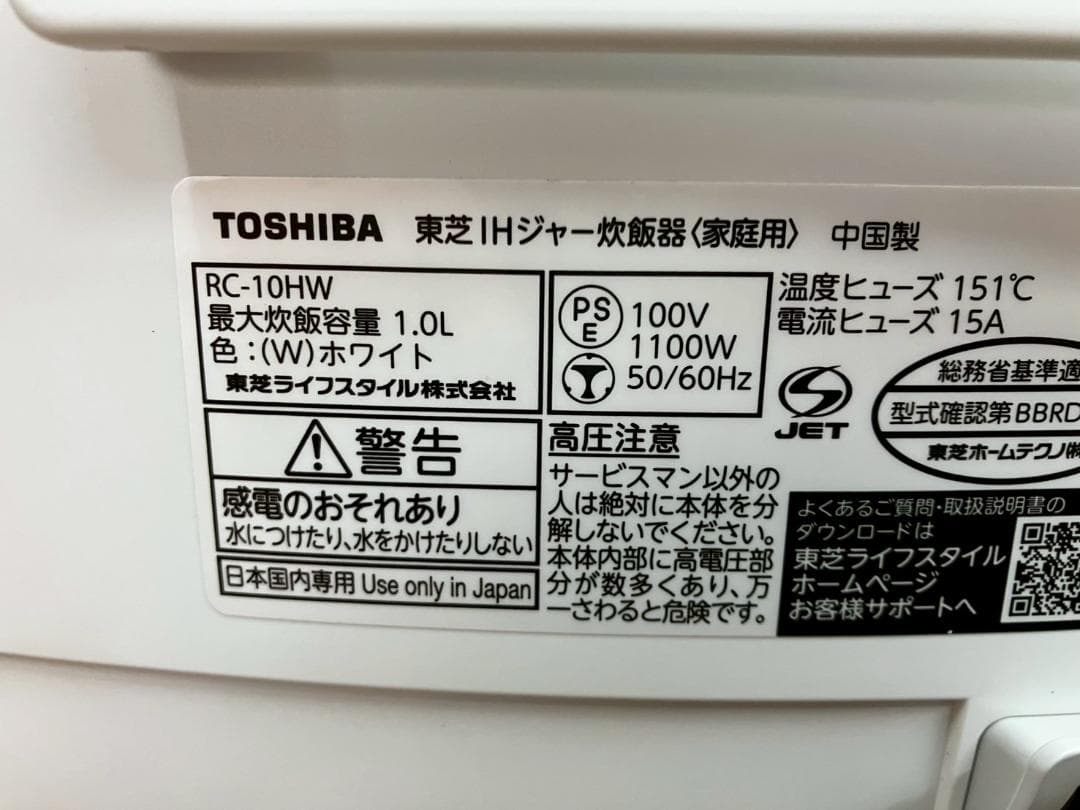 TOSHIBA 東芝IHジャー炊飯器〈家庭用〉 中国製
RC-10HW
最大炊飯容量 1.0L
色：(W)ホワイト
東芝ライフスタイル株式会社
PS
E
100V
1100W
50/60Hz
温度ヒューズ 151℃
電流ヒューズ 15A
S
JET
総務省基準適
型式確認第BBRD
東芝ホームテクノ株
警告
感電のおそれあり
水につけたり、水をかけたりしない
日本国内専用 Use only in Japan
高圧注意
サービスマン以外の
人は絶対に本体を分
解しないでください。
本体内部に高電圧部
分が数多くあり、万
一さわると危険です。
よくあるご質問・取扱説明書の
ダウンロードは
東芝ライフスタイル
ホームページ
お客様サポートへ